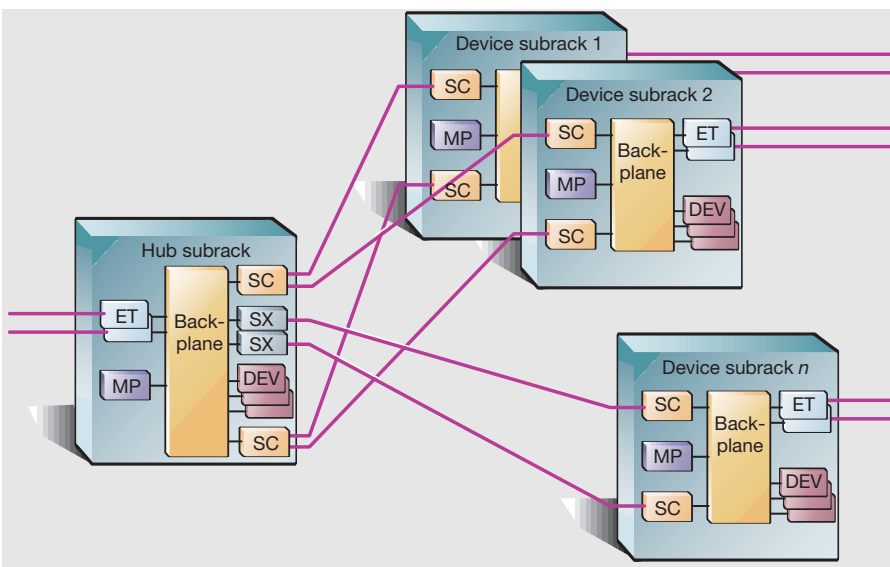 Device subrack 1
SC
MP
SC
Device subrack 2
SC
MP
SC
Back-
plane
ET
DEV
Hub subrack
ET
MP
Back-
plane
SC
SX
SX
DEV
SC
Device subrack n
SC
MP
SC
Back-
plane
ET
DEV